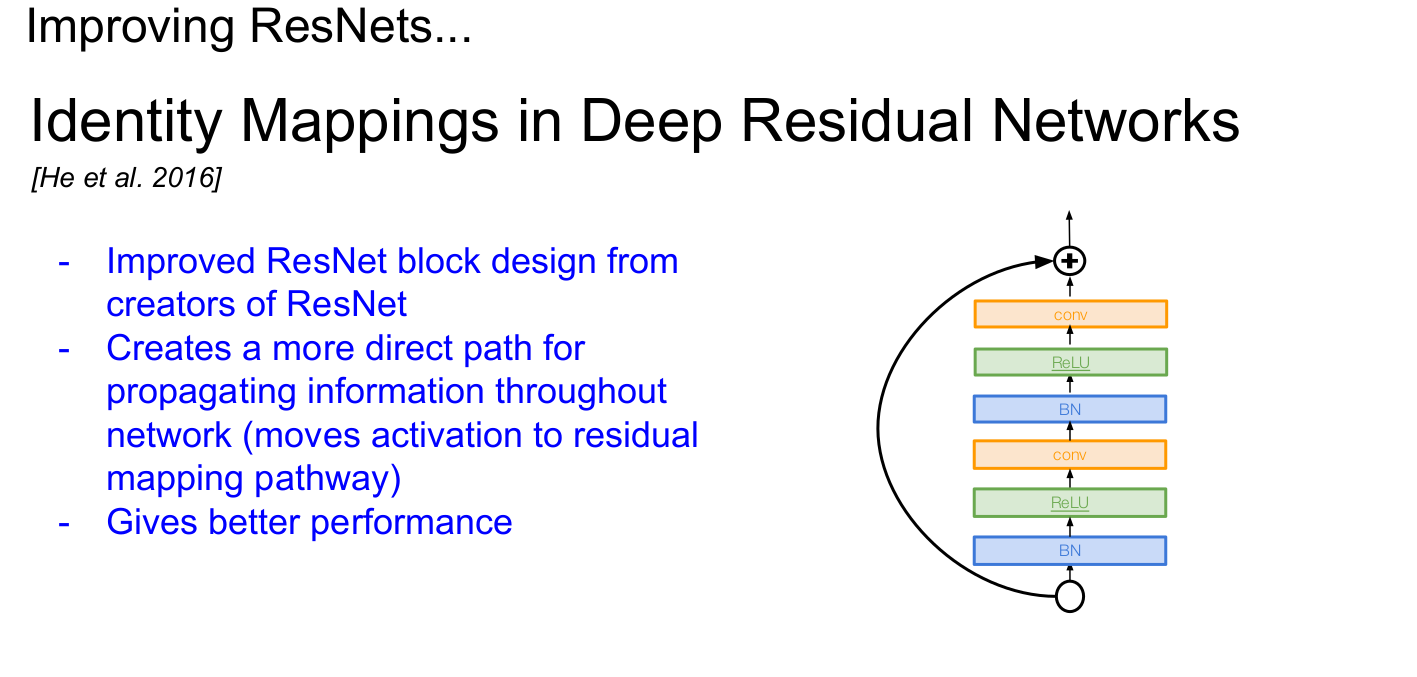 Improving ResNets...
Identity Mappings in Deep Residual Networks
[He et al. 2016]
- Improved ResNet block design from
creators of ResNet
- Creates a more direct path for
propagating information throughout
network (moves activation to residual
mapping pathway)
- Gives better performance
conv
ReLU
BN
conv
ReLU
BN